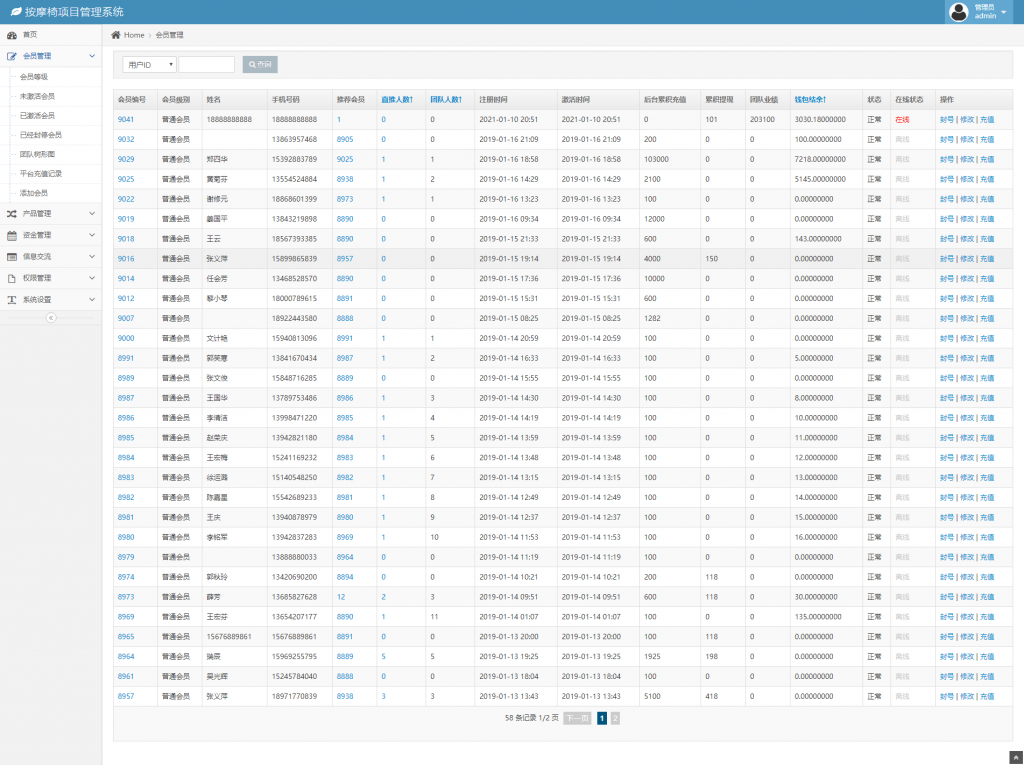 按摩椅项目管理系统
管理员
admin
首页
会员管理
会员等级
未激活会员
已激活会员
已经封停会员
团队树形图
平台充值记录
添加会员
产品管理
资金管理
信息交流
权限管理
系统设置
Home › 会员管理
用户ID 查询
会员编号 会员级别 姓名 手机号码 推荐会员 直推人数↑ 团队人数↑ 注册时间 激活时间 后台累积充值 累积提现 团队业绩 钱包结余↑ 状态 在线状态 操作
9041 普通会员 18888888888 18888888888 1 0 0 2021-01-10 20:51 2021-01-10 20:51 0 101 203100 3030.18000000 正常 在线 封号 | 修改 | 充值
9032 普通会员 13863957468 8905 0 0 2019-01-16 21:09 2019-01-16 21:09 200 0 0 100.00000000 正常 离线 封号 | 修改 | 充值
9029 普通会员 郑四华 15392883789 9025 1 1 2019-01-16 18:58 2019-01-16 18:58 103000 0 0 7218.00000000 正常 离线 封号 | 修改 | 充值
9025 普通会员 黄菊芬 13554524884 8938 1 2 2019-01-16 14:29 2019-01-16 14:29 2100 0 0 5145.00000000 正常 离线 封号 | 修改 | 充值
9022 普通会员 谢修元 18868601399 8973 1 1 2019-01-16 13:23 2019-01-16 13:23 100 0 0 0.00000000 正常 离线 封号 | 修改 | 充值
9019 普通会员 姜国平 13843219898 8890 0 0 2019-01-16 09:34 2019-01-16 09:34 12000 0 0 0.00000000 正常 离线 封号 | 修改 | 充值
9018 普通会员 王云 18567393385 8890 0 0 2019-01-15 21:33 2019-01-15 21:33 600 0 0 143.00000000 正常 离线 封号 | 修改 | 充值
9016 普通会员 张义萍 15899865839 8957 0 0 2019-01-15 19:14 2019-01-15 19:14 4000 150 0 0.00000000 正常 离线 封号 | 修改 | 充值
9014 普通会员 任会芳 13468528570 8890 0 0 2019-01-15 17:36 2019-01-15 17:36 10000 0 0 0.00000000 正常 离线 封号 | 修改 | 充值
9012 普通会员 黎小琴 18000789615 8891 0 0 2019-01-15 15:31 2019-01-15 15:31 600 0 0 0.00000000 正常 离线 封号 | 修改 | 充值
9007 普通会员 18922443580 8888 0 0 2019-01-15 08:25 2019-01-15 08:25 1282 0 0 0.00000000 正常 离线 封号 | 修改 | 充值
9000 普通会员 文计艳 15940813096 8991 1 1 2019-01-14 20:59 2019-01-14 20:59 100 0 0 0.00000000 正常 离线 封号 | 修改 | 充值
8991 普通会员 郭芙蓉 13841670434 8987 1 2 2019-01-14 16:33 2019-01-14 16:33 100 0 0 5.00000000 正常 离线 封号 | 修改 | 充值
8989 普通会员 张文俊 15848716285 8889 0 0 2019-01-14 15:55 2019-01-14 15:55 100 0 0 0.00000000 正常 离线 封号 | 修改 | 充值
8987 普通会员 王国华 13789753486 8986 1 3 2019-01-14 14:30 2019-01-14 14:30 100 0 0 8.00000000 正常 离线 封号 | 修改 | 充值
8986 普通会员 李清洁 13998471220 8985 1 4 2019-01-14 14:19 2019-01-14 14:19 100 0 0 10.00000000 正常 离线 封号 | 修改 | 充值
8985 普通会员 赵荣庆 13942821180 8984 1 5 2019-01-14 13:59 2019-01-14 13:59 100 0 0 11.00000000 正常 离线 封号 | 修改 | 充值
8984 普通会员 王宏梅 15241169232 8983 1 6 2019-01-14 13:48 2019-01-14 13:48 100 0 0 12.00000000 正常 离线 封号 | 修改 | 充值
8983 普通会员 15140548250 8982 1 7 2019-01-14 13:15 2019-01-14 13:15 100 0 0 13.00000000 正常 离线 封号 | 修改 | 充值
8982 普通会员 陈嘉星 15542689233 8981 1 8 2019-01-14 12:49 2019-01-14 12:49 100 0 0 14.00000000 正常 离线 封号 | 修改 | 充值
8981 普通会员 王庆 13940878979 8980 1 9 2019-01-14 12:37 2019-01-14 12:37 100 0 0 15.00000000 正常 离线 封号 | 修改 | 充值
8980 普通会员 李铭军 13942837283 8969 1 10 2019-01-14 11:53 2019-01-14 11:53 100 0 0 16.00000000 正常 离线 封号 | 修改 | 充值
8979 普通会员 13888880033 8964 0 0 2019-01-14 11:19 2019-01-14 11:19 100 0 0 0.00000000 正常 离线 封号 | 修改 | 充值
8974 普通会员 郭秋玲 13420690200 8894 0 0 2019-01-14 10:21 2019-01-14 10:21 200 118 0 0.00000000 正常 离线 封号 | 修改 | 充值
8973 普通会员 薛芳 13685827628 12 2 3 2019-01-14 09:51 2019-01-14 09:51 600 118 0 30.00000000 正常 离线 封号 | 修改 | 充值
8969 普通会员 王宏芬 13654207177 8890 1 11 2019-01-14 01:07 2019-01-14 01:07 100 0 0 135.00000000 正常 离线 封号 | 修改 | 充值
8965 普通会员 15676889861 15676889861 8891 0 0 2019-01-13 20:00 2019-01-13 20:00 100 118 0 0.00000000 正常 离线 封号 | 修改 | 充值
8964 普通会员 瑞辰 15969255795 8889 5 5 2019-01-13 19:25 2019-01-13 19:25 1925 198 0 0.00000000 正常 离线 封号 | 修改 | 充值
8961 普通会员 吴光辉 15245784040 8888 0 0 2019-01-13 18:04 2019-01-13 18:04 100 0 0 0.00000000 正常 离线 封号 | 修改 | 充值
8957 普通会员 张义萍 18971770839 8938 3 3 2019-01-13 13:43 2019-01-13 13:43 5100 418 0 0.00000000 正常 离线 封号 | 修改 | 充值
58 条记录 1/2 页 下一页 1 2